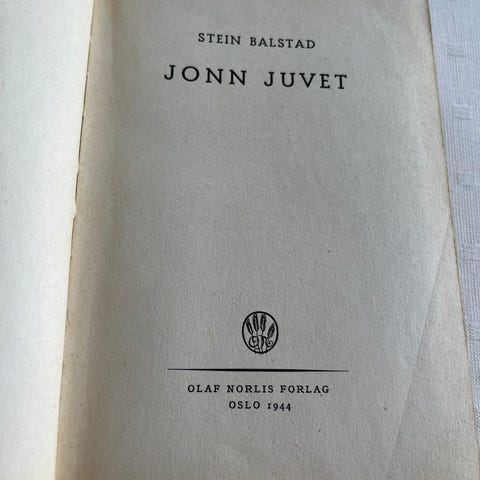 STEIN BALSTAD
JONN JUVET
OLAF NORLIS FORLAG
OSLO 1944